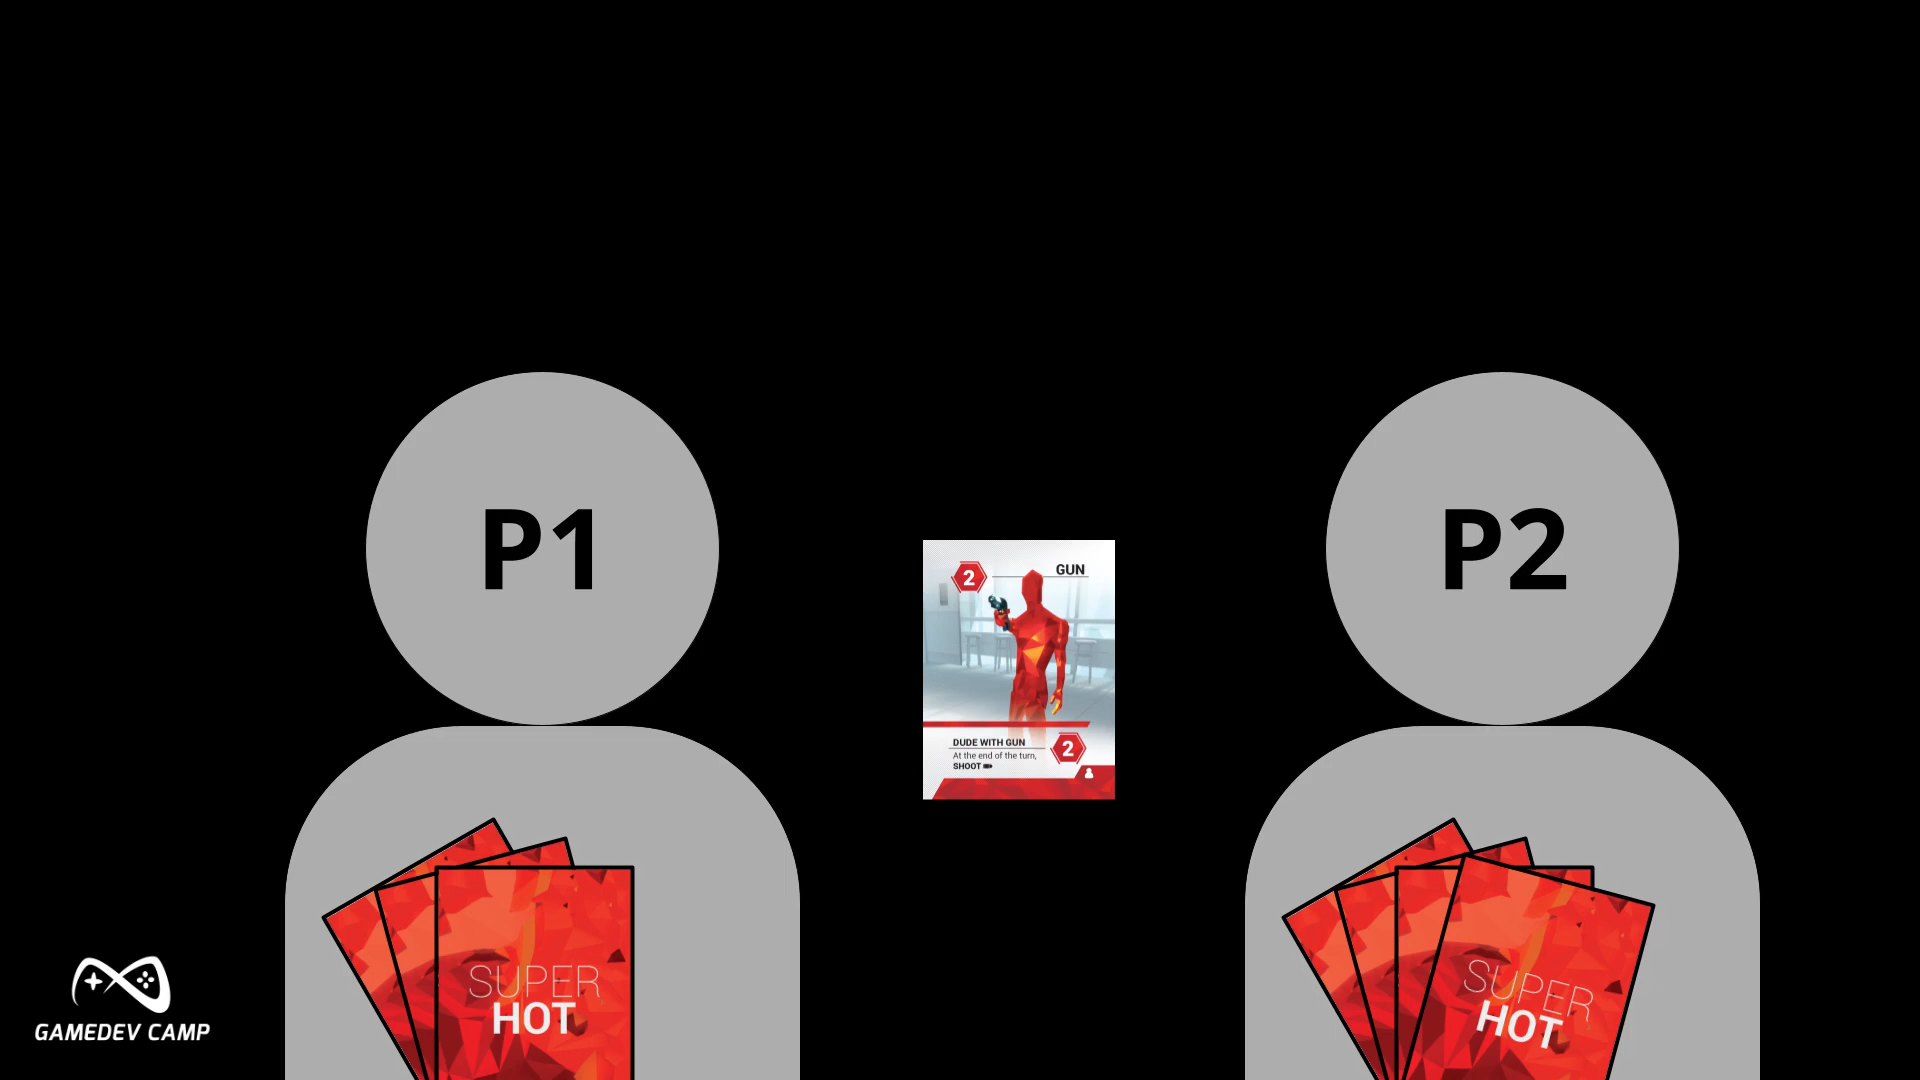 P1
P2
2
GUN
DUDE WITH GUN
2
At the end of the turn,
SHOOT
SUPER
HOT
SUPER
HOT
GAMEDEV CAMP